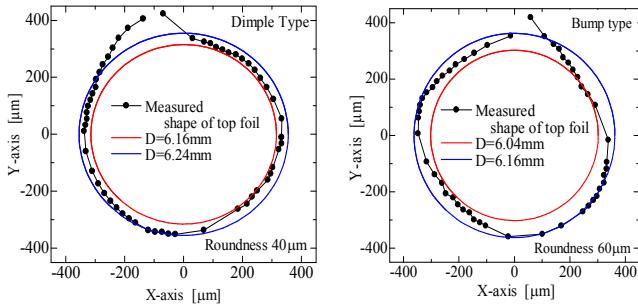 Dimple Type
Y-axis [μm]
400
200
0
-200
-400
Measured
shape of top foil
D=6.16mm
D=6.24mm
Roundness 40μm
-400
-200
0
200
400
X-axis [μm]
Bump type
Y-axis [μm]
400
200
0
-200
-400
Measured
shape of top foil
D=6.04mm
D=6.16mm
Roundness 60μm
-400
-200
0
200
400
X-axis [μm]